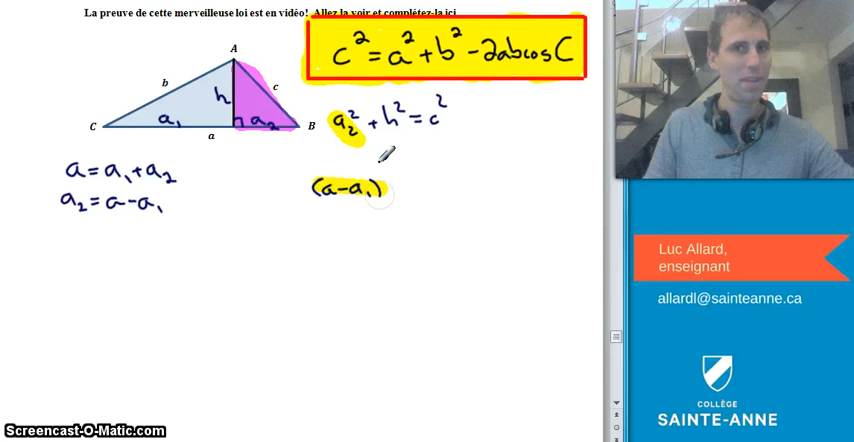 La preuve de cette merveilleuse loi est en vidéo! Allez la voir et complétez-la ici
c² = a² + b² - 2abcosC
A
b
c
h
a₁
a₂
C
B
a
a₂² + h² = c²
a = a₁ + a₂
(a - a₁)
a₂ = a - a₁
Luc Allard,
enseignant
allardl@sainteanne.ca
COLLÈGE
SAINTE-ANNE
Screencast-O-Matic.com